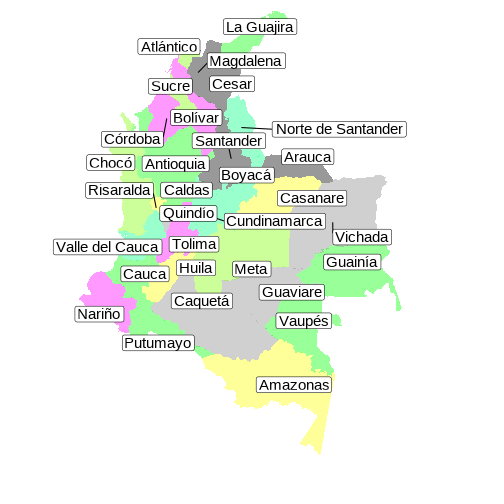 La Guajira
Atlántico
Magdalena
Sucre
Cesar
Bolívar
Norte de Santander
Córdoba
Santander
Chocó
Antioquia
Arauca
Boyacá
Risaralda
Caldas
Casanare
Quindío
Cundinamarca
Vichada
Valle del Cauca
Tolima
Guainía
Cauca
Huila
Meta
Guaviare
Caquetá
Nariño
Vaupés
Putumayo
Amazonas